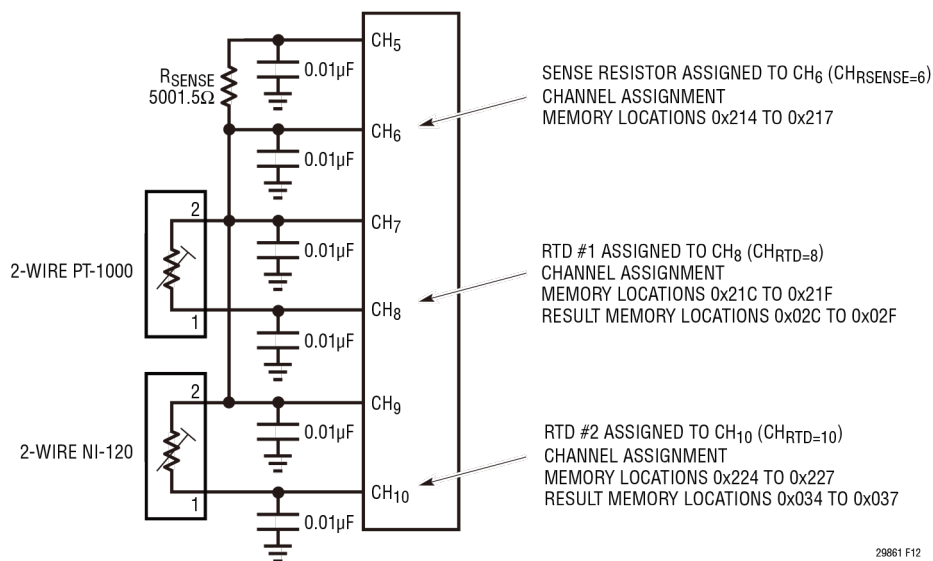 CH5
0.01µF
RSENSE
5001.5Ω
SENSE RESISTOR ASSIGNED TO CH6 (CHRSENSE=6)
CHANNEL ASSIGNMENT
MEMORY LOCATIONS 0x214 TO 0x217
CH6
0.01µF
2
CH7
0.01µF
2-WIRE PT-1000
RTD #1 ASSIGNED TO CH8 (CHRTD=8)
CHANNEL ASSIGNMENT
MEMORY LOCATIONS 0x21C TO 0x21F
RESULT MEMORY LOCATIONS 0x02C TO 0x02F
1
CH8
0.01µF
2
CH9
0.01µF
2-WIRE NI-120
RTD #2 ASSIGNED TO CH10 (CHRTD=10)
CHANNEL ASSIGNMENT
MEMORY LOCATIONS 0x224 TO 0x227
RESULT MEMORY LOCATIONS 0x034 TO 0x037
1
CH10
0.01µF
29861 F12